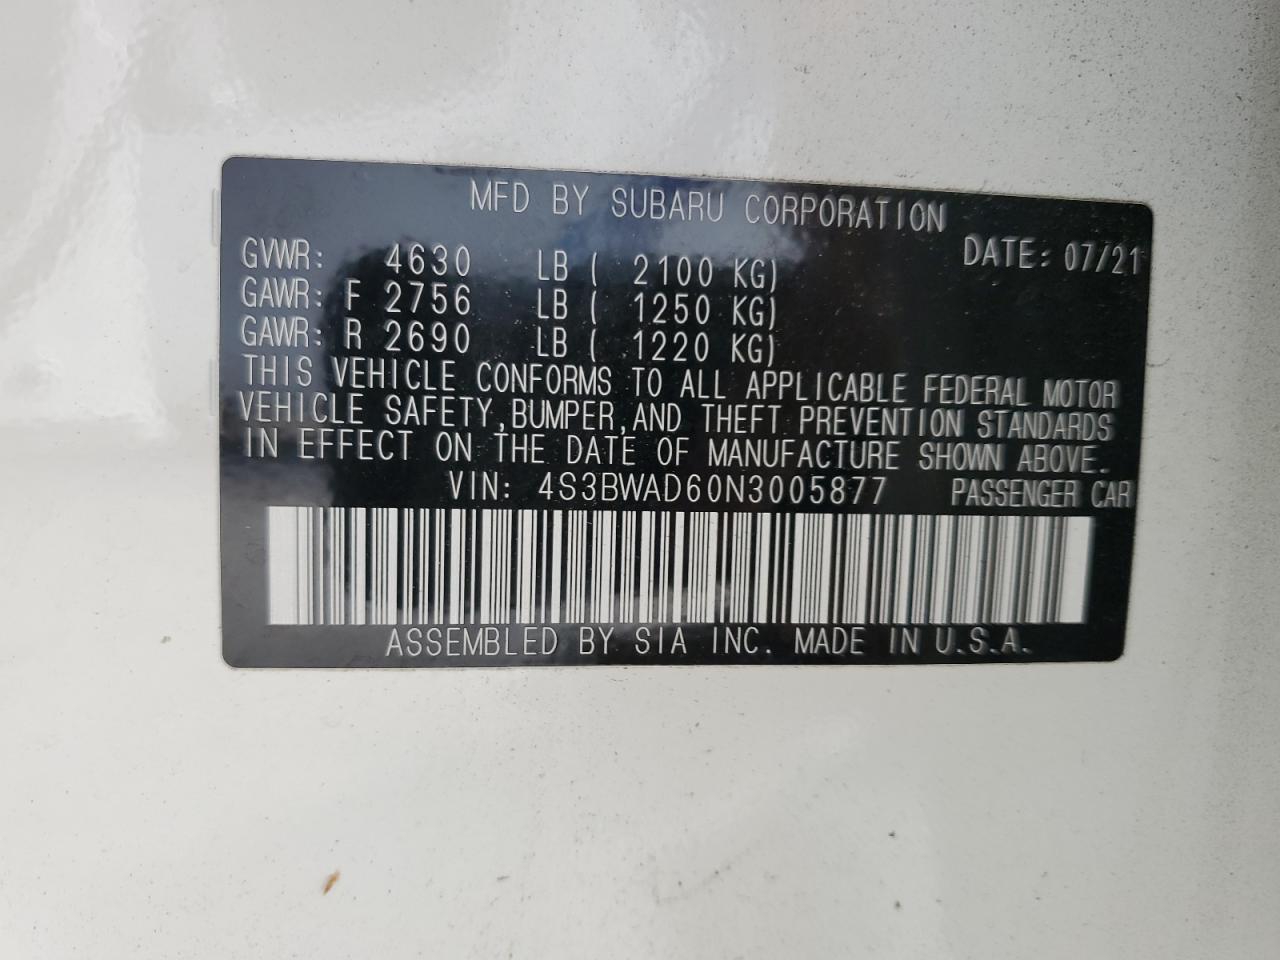 MFD BY SUBARU CORPORATION
GVWR: 4630 LB ( 2100 KG) DATE: 07/21
GAWR: F 2756 LB ( 1250 KG)
GAWR: R 2690 LB ( 1220 KG)
THIS VEHICLE CONFORMS TO ALL APPLICABLE FEDERAL MOTOR
VEHICLE SAFETY, BUMPER, AND THEFT PREVENTION STANDARDS
IN EFFECT ON THE DATE OF MANUFACTURE SHOWN ABOVE.
VIN: 4S3BWAD60N3005877 PASSENGER CAR
ASSEMBLED BY SIA INC. MADE IN U.S.A.